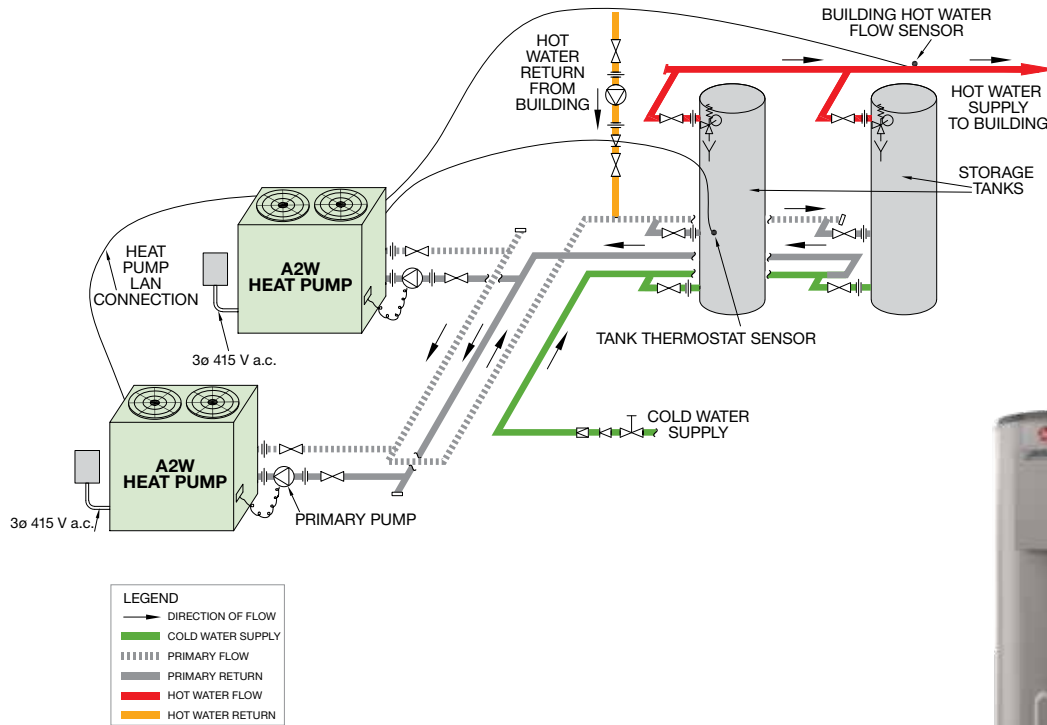 BUILDING HOT WATER
FLOW SENSOR
HOT
WATER
RETURN
FROM
BUILDING
HOT WATER
SUPPLY
TO BUILDING
STORAGE
TANKS
HEAT
PUMP
LAN
CONNECTION
A2W
HEAT PUMP
3ø 415 V a.c.
TANK THERMOSTAT SENSOR
COLD WATER
SUPPLY
A2W
HEAT PUMP
3ø 415 V a.c.
PRIMARY PUMP
LEGEND
DIRECTION OF FLOW
COLD WATER SUPPLY
PRIMARY FLOW
PRIMARY RETURN
HOT WATER FLOW
HOT WATER RETURN